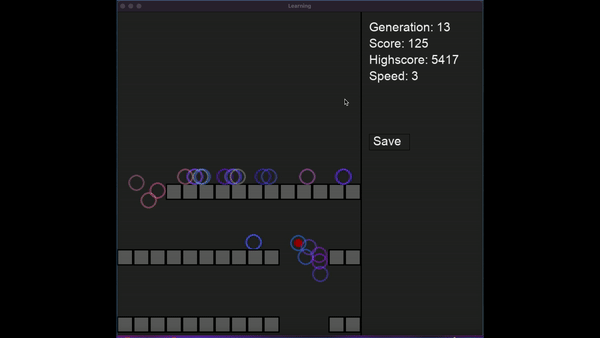 Learning
Generation: 13
Score: 125
Highscore: 5417
Speed: 3
Save